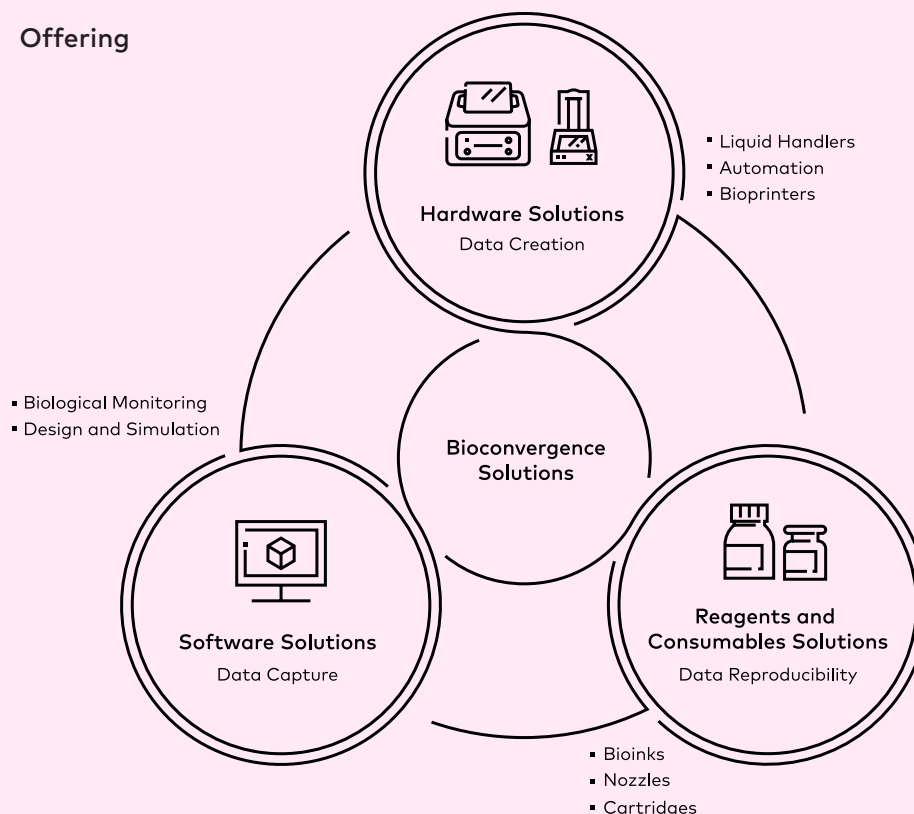 Offering
Hardware Solutions
Data Creation
▪ Liquid Handlers
▪ Automation
▪ Bioprinters
▪ Biological Monitoring
▪ Design and Simulation
Bioconvergence
Solutions
Software Solutions
Data Capture
Reagents and
Consumables Solutions
Data Reproducibility
▪ Bioinks
▪ Nozzles
▪ Cartridges